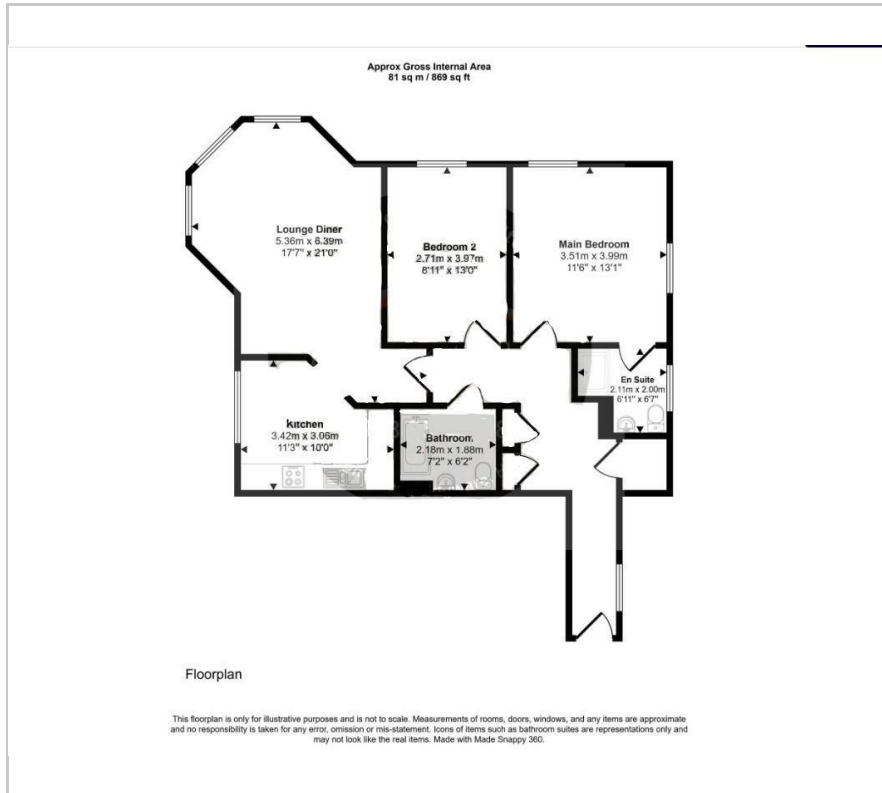 Approx Gross Internal Area
81 sq m / 869 sq ft
Lounge Diner
5.36m x 6.39m
17'7" x 21'0"
Bedroom 2
2.71m x 3.97m
8'11" x 13'0"
Main Bedroom
3.51m x 3.99m
11'6" x 13'1"
En Suite
2.11m x 2.00m
6'11" x 6'7"
Kitchen
3.42m x 3.06m
11'3" x 10'0"
Bathroom
2.18m x 1.88m
7'2" x 6'2"
Floorplan
This floorplan is only for illustrative purposes and is not to scale. Measurements of rooms, doors, windows, and any items are approximate
and no responsibility is taken for any error, omission or mis-statement. Icons of items such as bathroom suites are representations only and
may not look like the real items. Made with Made Snappy 360.